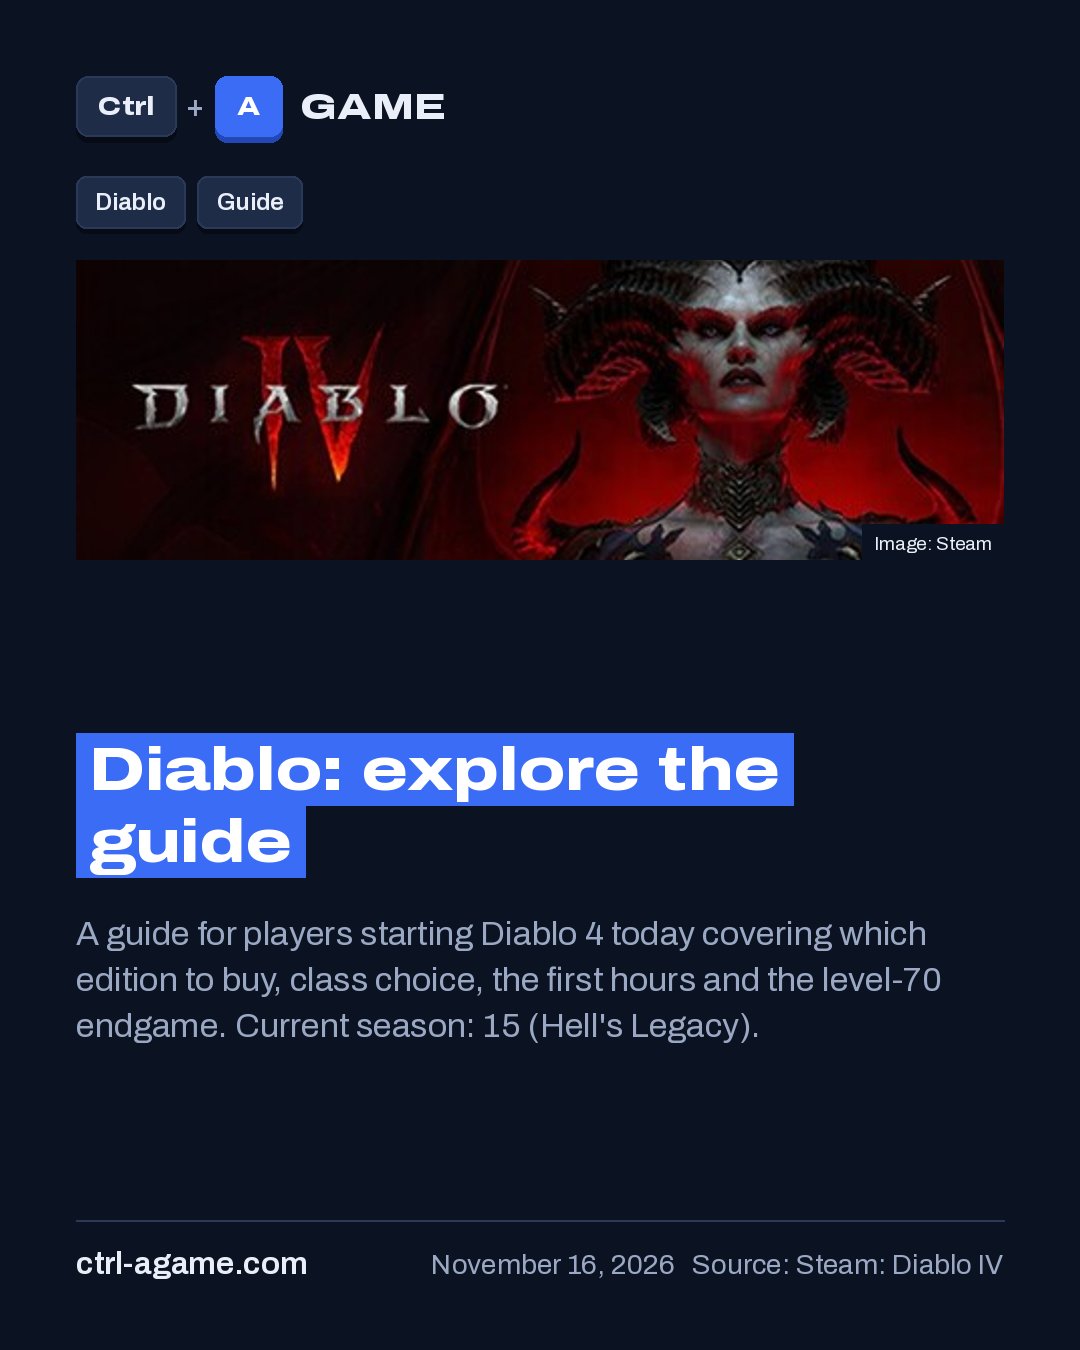 Ctrl + A GAME
Diablo Guide
DIABLO IV
Image: Steam
Diablo: explore the
guide
A guide for players starting Diablo 4 today covering which
edition to buy, class choice, the first hours and the level-70
endgame. Current season: 15 (Hell's Legacy).
ctrl-agame.com November 16, 2026 Source: Steam: Diablo IV